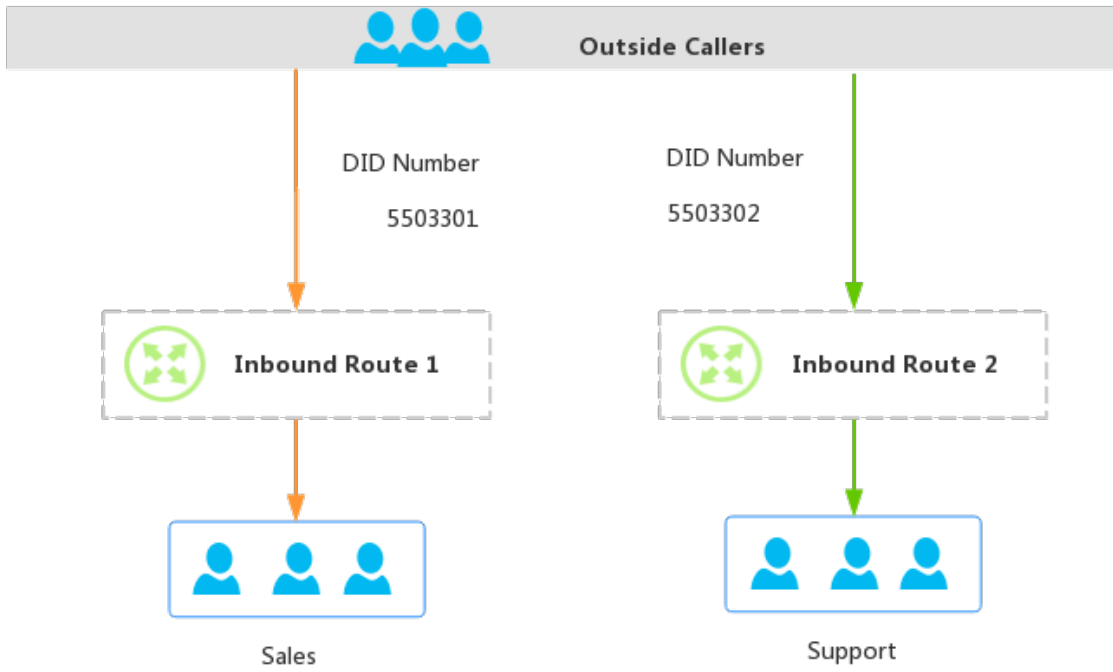 Outside Callers
DID Number
5503301
DID Number
5503302
Inbound Route 1
Inbound Route 2
Sales
Support